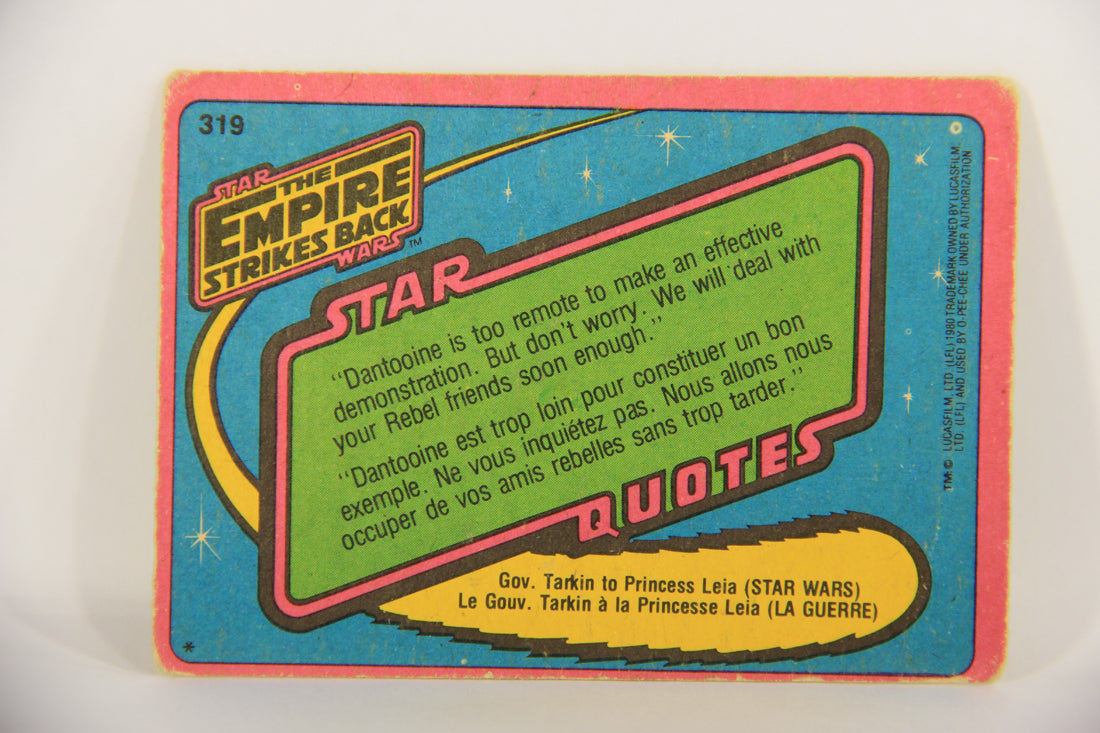 319
STAR
THE
EMPIRE
STRIKES BACK
WARS ™
STAR
"Dantooine is too remote to make an effective
demonstration. But don't worry. We will deal with
your Rebel friends soon enough."
"Dantooine est trop loin pour constituer un bon
exemple. Ne vous inquiétez pas. Nous allons nous
occuper de vos amis rebelles sans trop tarder."
QUOTES
Gov. Tarkin to Princess Leia (STAR WARS)
Le Gouv. Tarkin à la Princesse Leia (LA GUERRE)
*
TM: © LUCASFILM, LTD. (LFL) 1980 TRADEMARK OWNED BY LUCASFILM,
LTD. (LFL) AND USED BY O-PEE-CHEE UNDER AUTHORIZATION